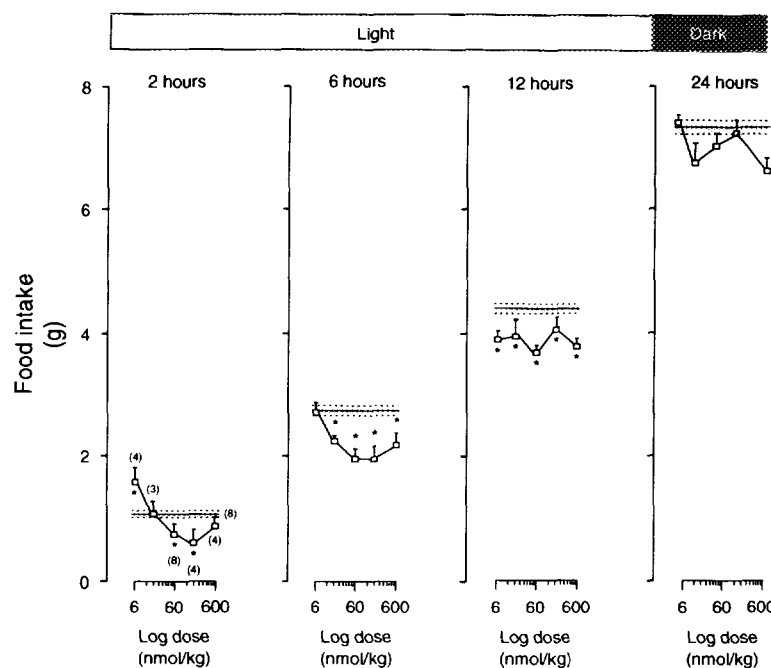 Light Dark
2 hours 6 hours 12 hours 24 hours
8
6
4
2
0
Food intake
(g)
(4)
*
(3)
*
(8)
*
(4)
(8)
(4)
* * * *
* * * * *
6 60 600 6 60 600 6 60 600 6 60 600
Log dose Log dose Log dose Log dose
(nmol/kg) (nmol/kg) (nmol/kg) (nmol/kg)